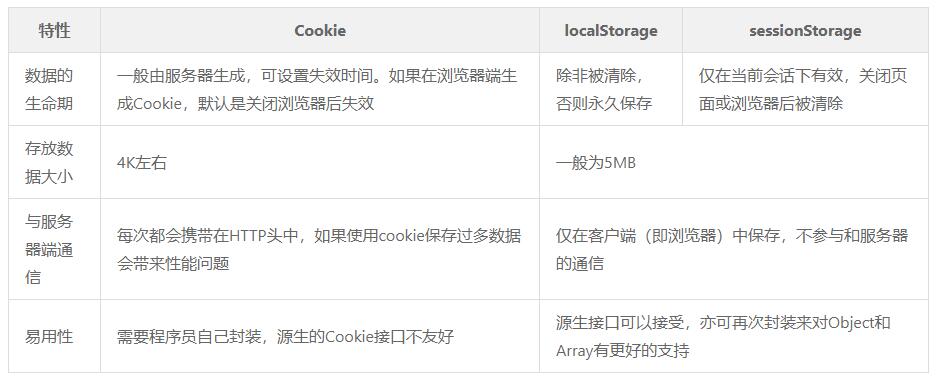 特性
Cookie
localStorage
sessionStorage
数据的
生命期
一般由服务器生成，可设置失效时间。如果在浏览器端生
成Cookie，默认是关闭浏览器后失效
除非被清除，
否则永久保存
仅在当前会话下有效，关闭页
面或浏览器后被清除
存放数
据大小
4K左右
一般为5MB
与服务
器端通
信
每次都会携带在HTTP头中，如果使用cookie保存过多数据
会带来性能问题
仅在客户端（即浏览器）中保存，不参与和服务器
的通信
易用性
需要程序员自己封装，源生的Cookie接口不友好
源生接口可以接受，亦可再次封装来对Object和
Array有更好的支持